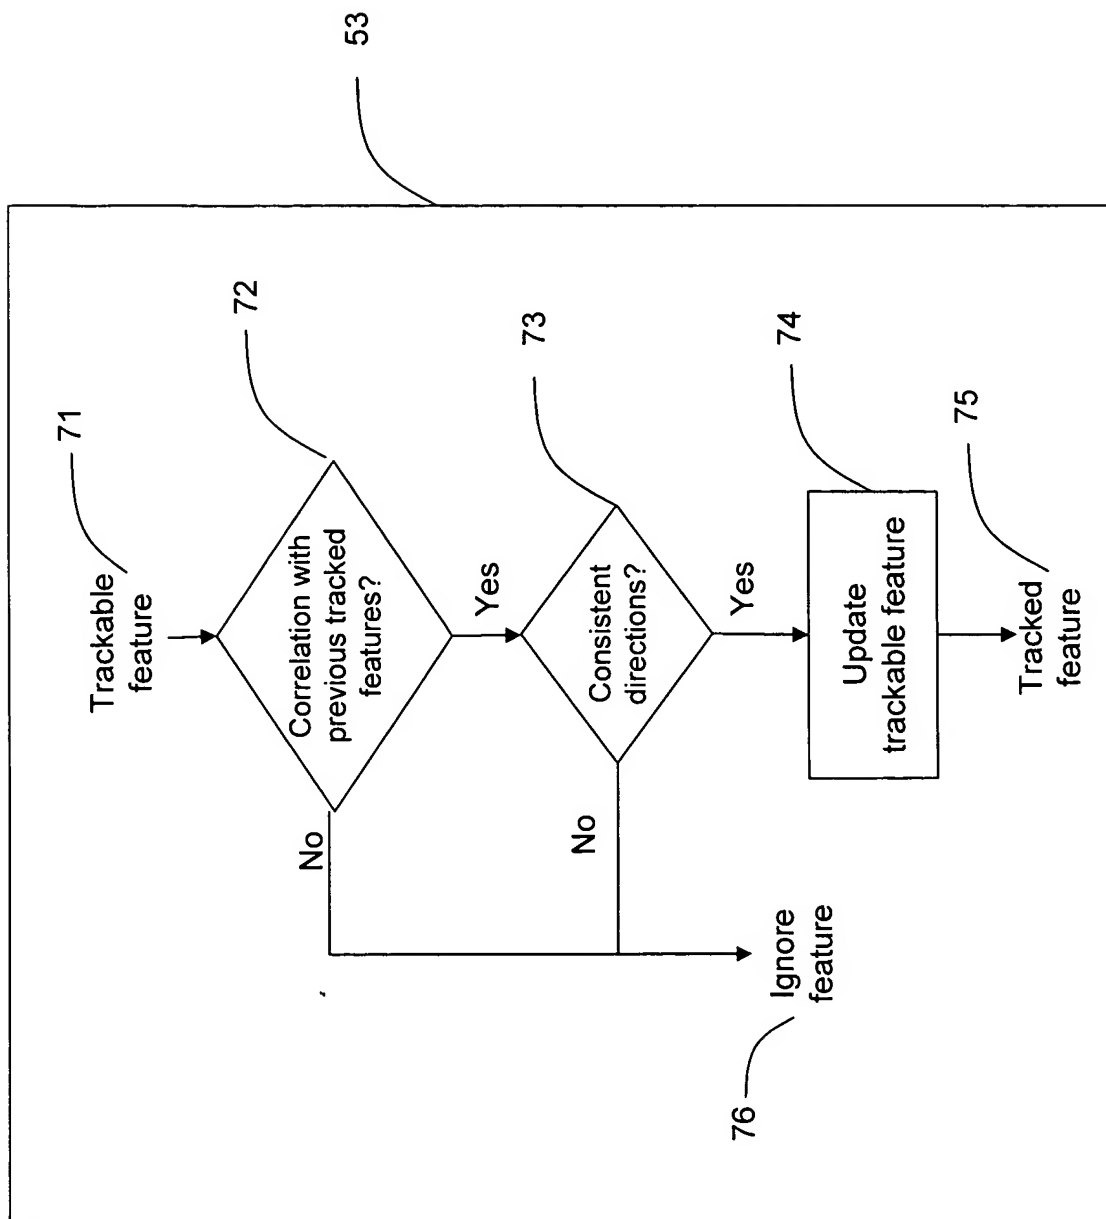 53
71
Trackable
feature
72
Correlation with
previous tracked
features?
No
Yes
73
Consistent
directions?
No
Yes
74
Update
trackable feature
75
Tracked
feature
Ignore
feature
76